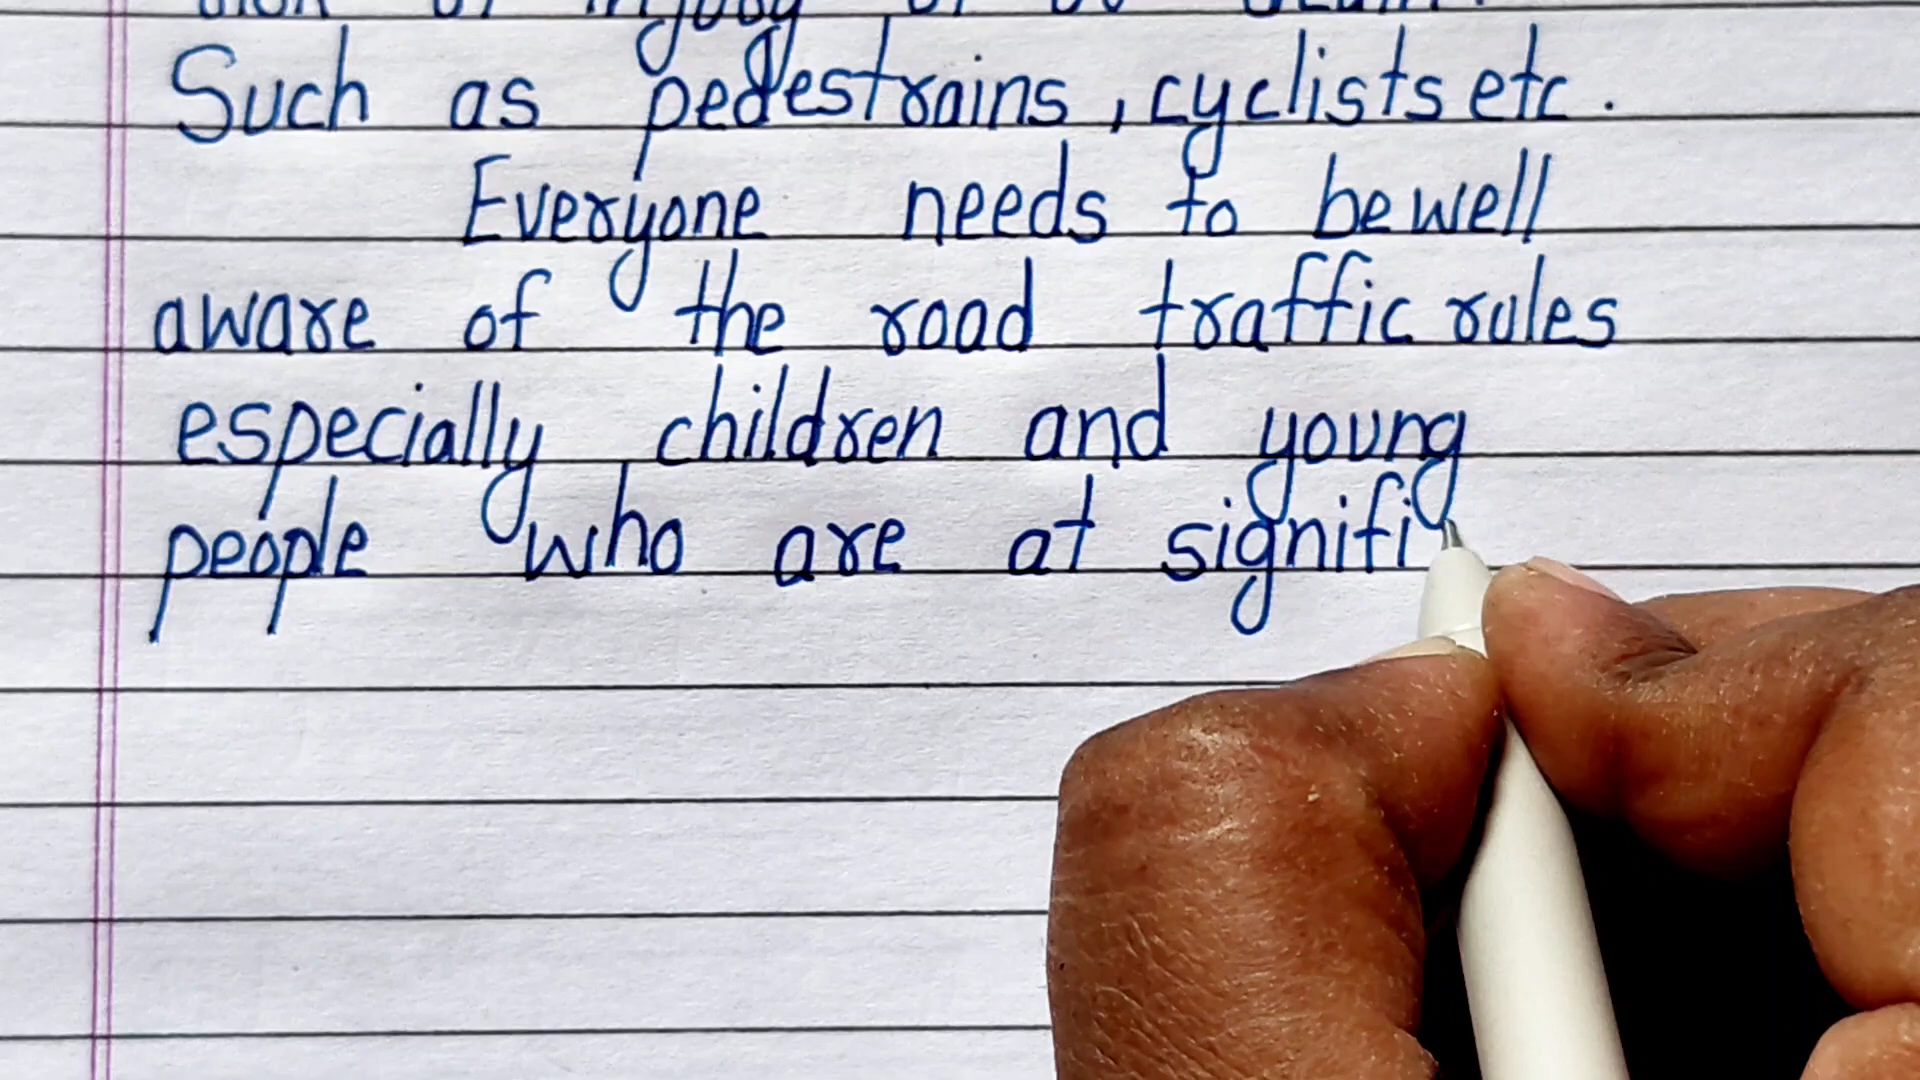 Such as pedestrains, cyclists etc.
Everyone needs to be well
aware of the road traffic rules
especially children and young
people who are at signifi